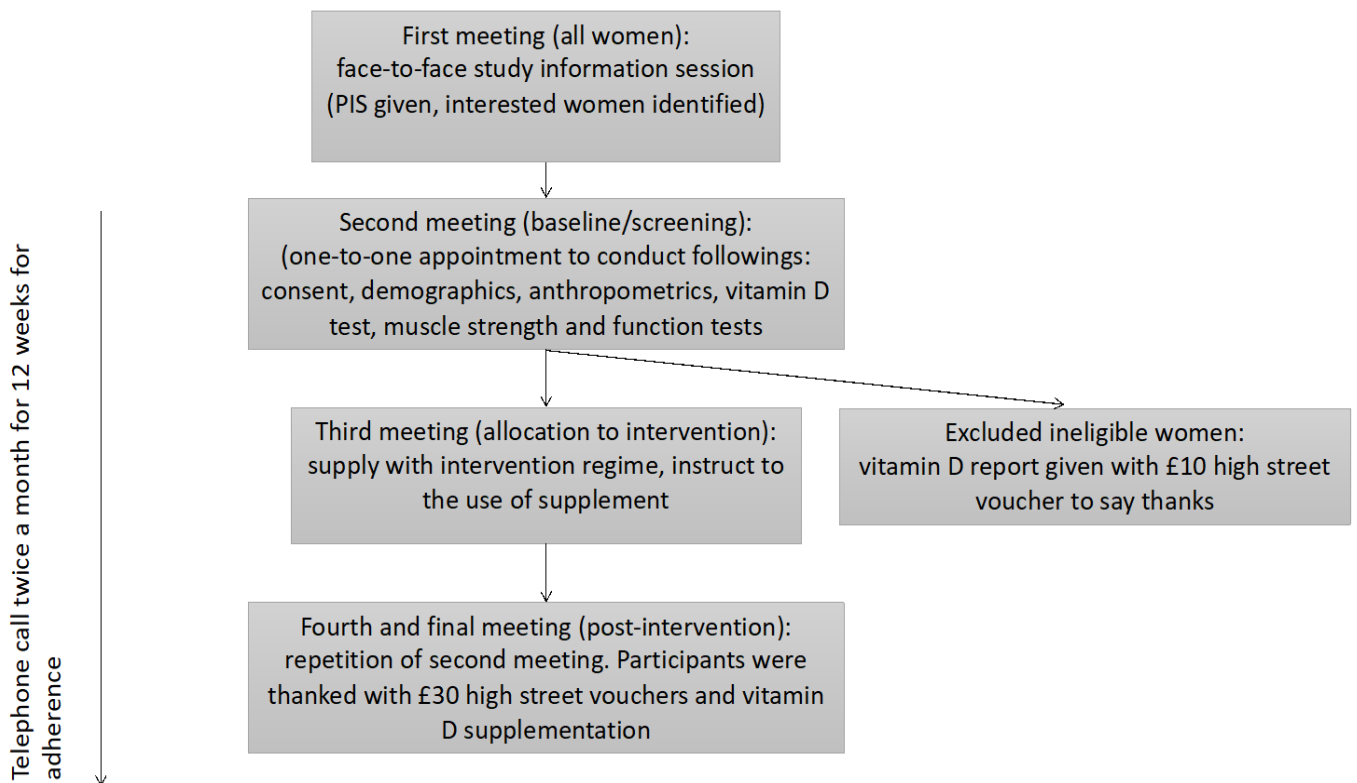 First meeting (all women):
face-to-face study information session
(PIS given, interested women identified)
Second meeting (baseline/screening):
(one-to-one appointment to conduct followings:
consent, demographics, anthropometrics, vitamin D
test, muscle strength and function tests
Third meeting (allocation to intervention):
supply with intervention regime, instruct to
the use of supplement
Excluded ineligible women:
vitamin D report given with £10 high street
voucher to say thanks
Fourth and final meeting (post-intervention):
repetition of second meeting. Participants were
thanked with £30 high street vouchers and vitamin
D supplementation
Telephone call twice a month for 12 weeks for
adherence